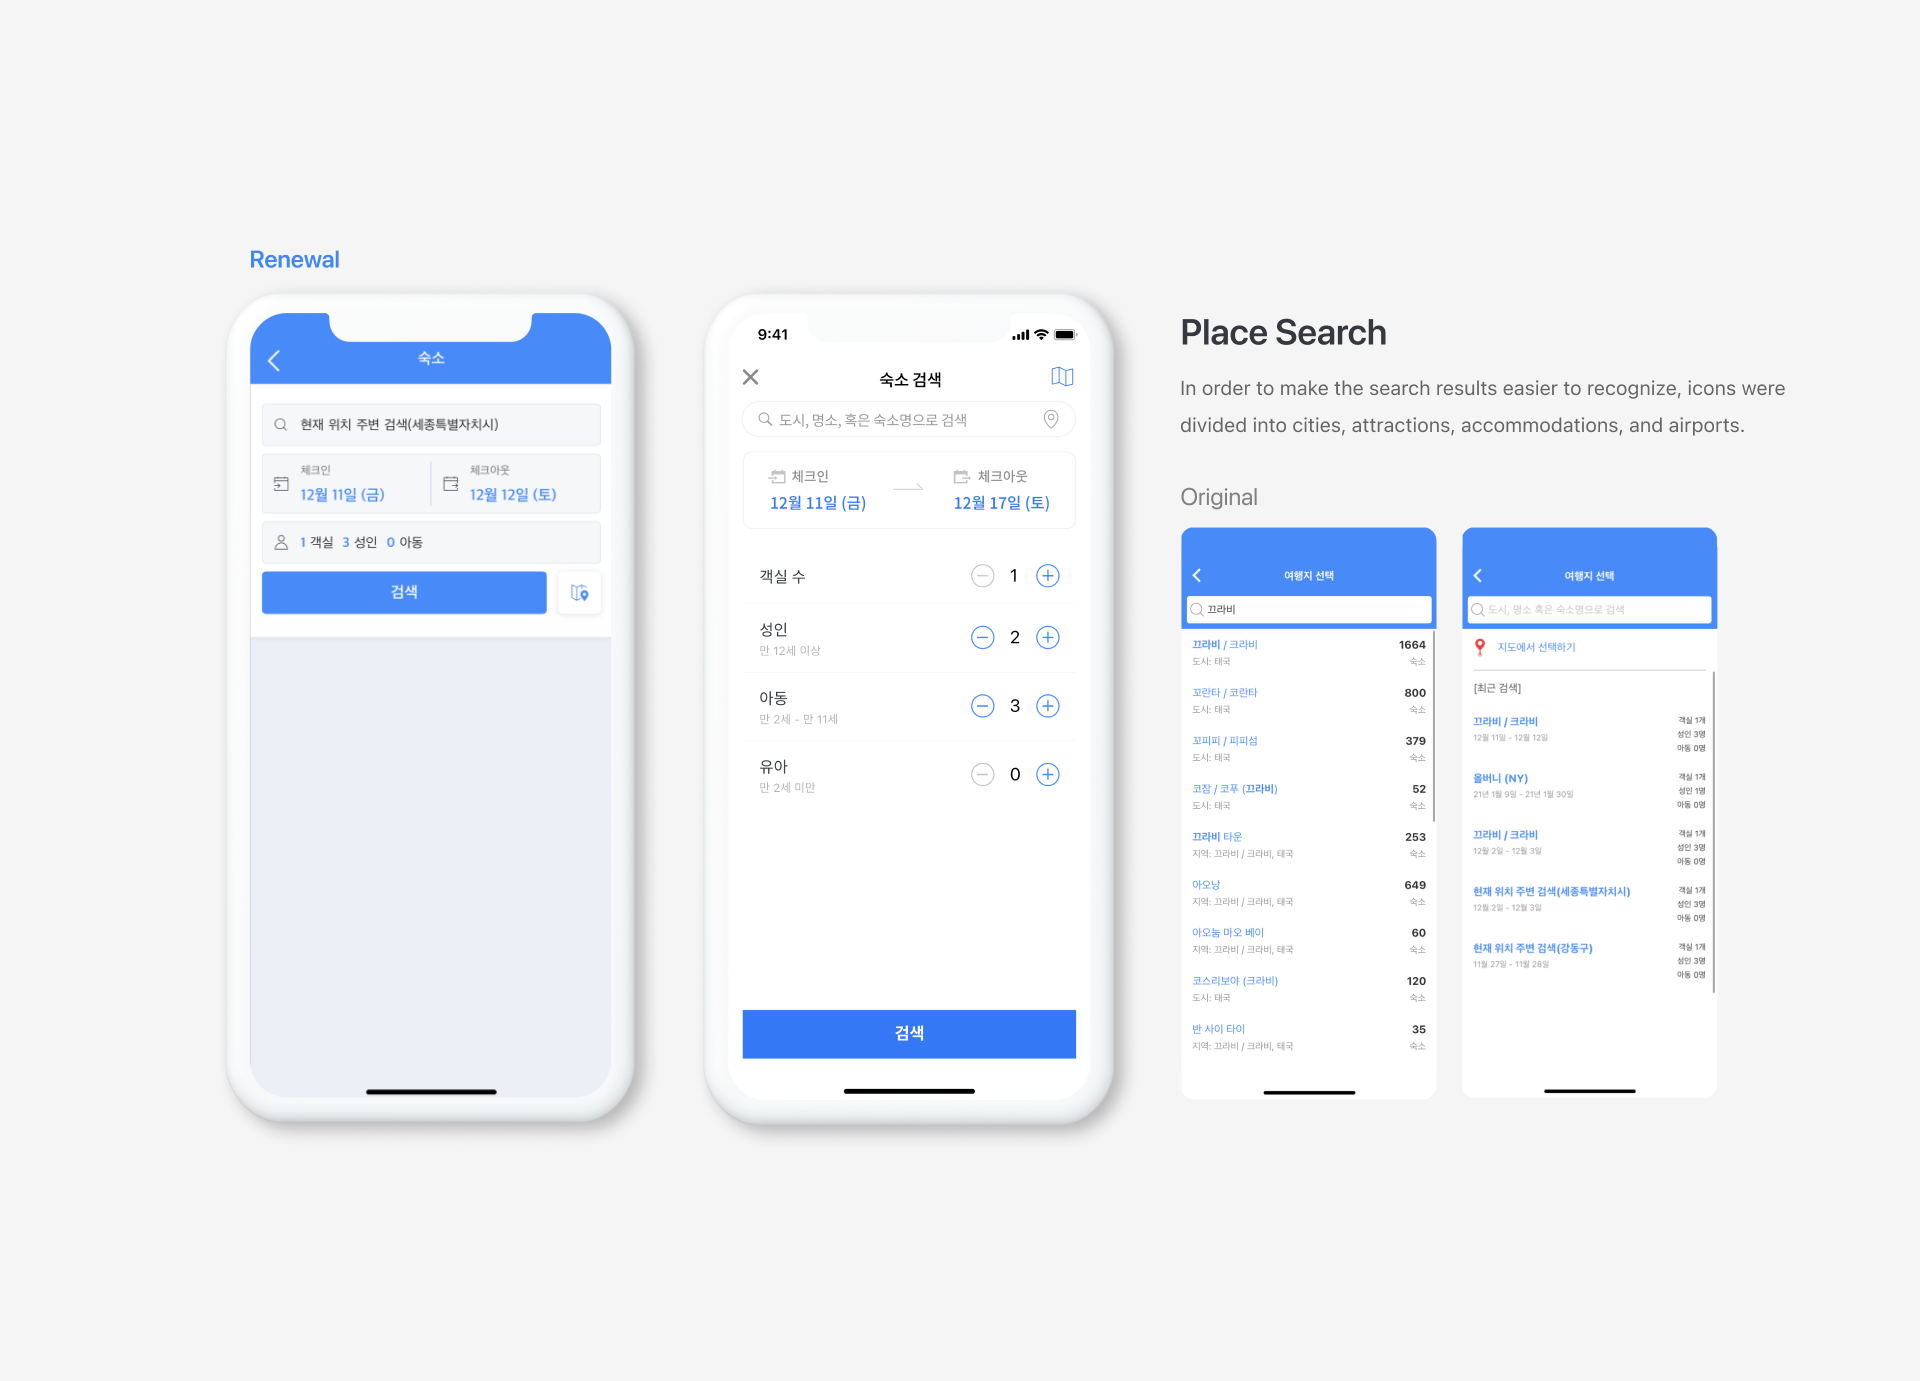 Renewal
숙소
현재 위치 주변 검색(세종특별자치시)
체크인
12월 11일 (금)
체크아웃
12월 12일 (토)
1 객실 3 성인 0 아동
검색
9:41
숙소 검색
도시, 명소, 혹은 숙소명으로 검색
체크인
12월 11일 (금)
체크아웃
12월 17일 (토)
객실 수
1
성인
만 12세 이상
2
아동
만 2세 - 만 11세
3
유아
만 2세 미만
0
검색
Place Search
In order to make the search results easier to recognize, icons were
divided into cities, attractions, accommodations, and airports.
Original
여행지 선택
끄라비
끄라비 / 크라비 1664
도시: 태국 숙소
꼬란타 / 코란타 800
도시: 태국 숙소
꼬피피 / 피피섬 379
도시: 태국 숙소
코잠 / 코푸 (끄라비) 52
도시: 태국 숙소
끄라비 타운 253
지역: 끄라비 / 크라비, 태국 숙소
아오낭 649
지역: 끄라비 / 크라비, 태국 숙소
아오눔 마오 베이 60
지역: 끄라비 / 크라비, 태국 숙소
코스리보야 (크라비) 120
도시: 태국 숙소
반 사이 타이 35
지역: 끄라비 / 크라비, 태국 숙소
여행지 선택
도시, 명소 혹은 숙소명으로 검색
지도에서 선택하기
[최근 검색]
끄라비 / 크라비
12월 11일 - 12월 12일
객실 1개
성인 3명
아동 0명
올버니 (NY)
21년 1월 9일 - 21년 1월 30일
객실 1개
성인 1명
아동 0명
끄라비 / 크라비
12월 2일 - 12월 3일
객실 1개
성인 3명
아동 0명
현재 위치 주변 검색(세종특별자치시)
12월 2일 - 12월 3일
객실 1개
성인 3명
아동 0명
현재 위치 주변 검색(강동구)
11월 27일 - 11월 28일
객실 1개
성인 3명
아동 0명